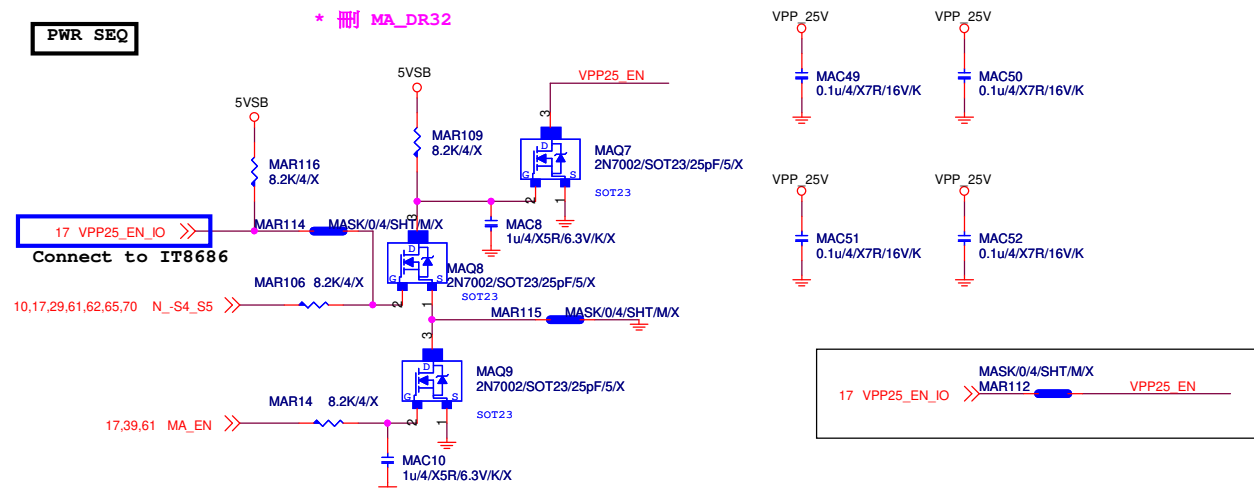 * 刪 MA_DR32
PWR SEQ
VPP_25V
VPP_25V
MAC49
0.1u/4/X7R/16V/K
MAC50
0.1u/4/X7R/16V/K
5VSB
VPP25_EN
5VSB
3
MAR109
8.2K/4/X
D
MAQ7
2N7002/SOT23/25pF/5/X
G
S
SOT23
2
1
MAR116
8.2K/4/X
VPP_25V
VPP_25V
MAC51
0.1u/4/X7R/16V/K
MAC52
0.1u/4/X7R/16V/K
3
MAC8
1u/4/X5R/6.3V/K/X
17 VPP25_EN_IO
MAR114
MASK/0/4/SHT/M/X
Connect to IT8686
D
MAQ8
2N7002/SOT23/25pF/5/X
G
S
SOT23
MAR106 8.2K/4/X
2
1
10,17,29,61,62,65,70 N_-S4_S5
MAR115
MASK/0/4/SHT/M/X
3
D
MAQ9
2N7002/SOT23/25pF/5/X
G
S
SOT23
MAR14 8.2K/4/X
2
1
17,39,61 MA_EN
MAC10
1u/4/X5R/6.3V/K/X
MASK/0/4/SHT/M/X
MAR112
17 VPP25_EN_IO
VPP25_EN